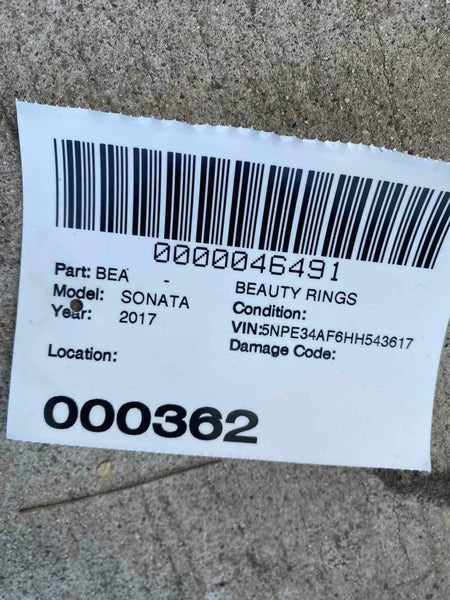 0000046491
Part: BEA -
BEAUTY RINGS
Model: SONATA
Condition:
Year: 2017
VIN:5NPE34AF6HH543617
Location:
Damage Code:
000362